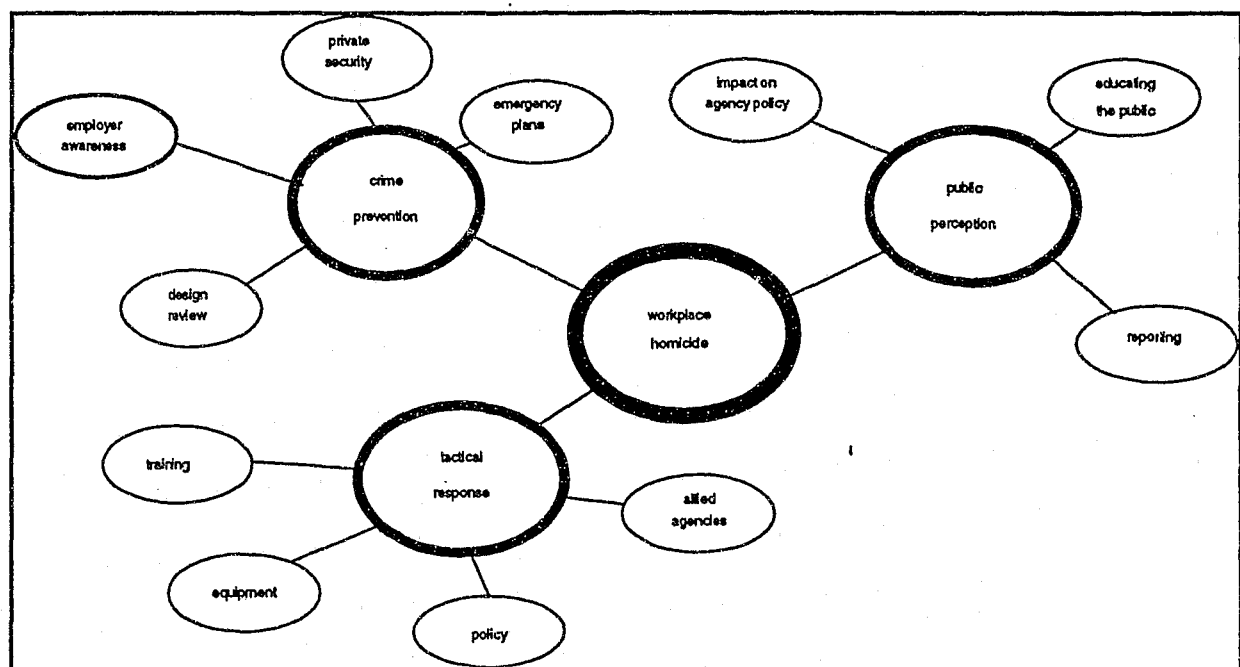 private
security
employer
awareness
emergency
plans
crime
prevention
design
review
impact on
agency policy
educating
the public
public
perception
reporting
workplace
homicide
tactical
response
training
equipment
policy
allied
agencies